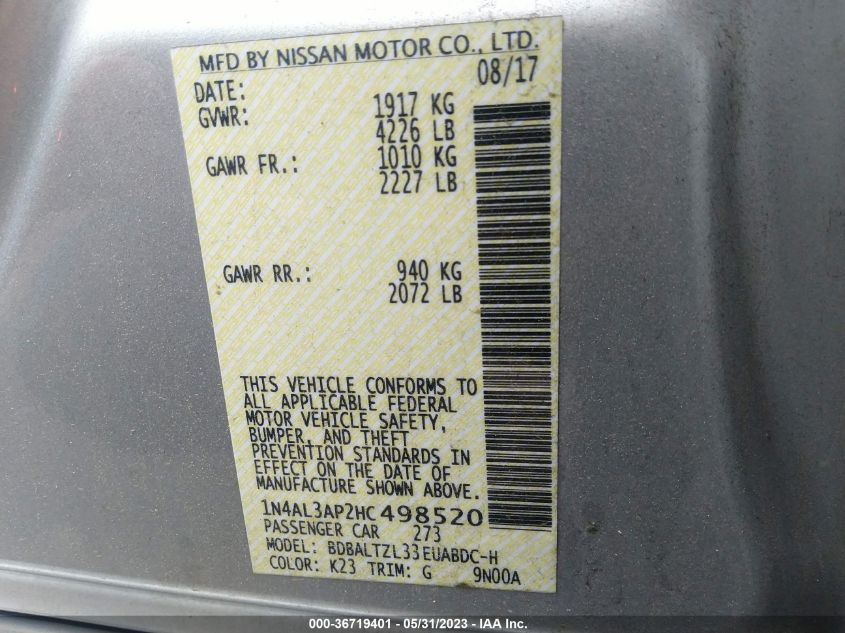 MFD BY NISSAN MOTOR CO., LTD.
DATE: 08/17
GVWR: 1917 KG
4226 LB
GAWR FR.: 1010 KG
2227 LB
GAWR RR.: 940 KG
2072 LB
THIS VEHICLE CONFORMS TO
ALL APPLICABLE FEDERAL
MOTOR VEHICLE SAFETY,
BUMPER, AND THEFT
PREVENTION STANDARDS IN
EFFECT ON THE DATE OF
MANUFACTURE SHOWN ABOVE.
1N4AL3AP2HC498520
PASSENGER CAR 273
MODEL: BDBALTZL33EUABDC-H
COLOR: K23 TRIM: G 9N00A
000-36719401 - 05/31/2023 - IAA Inc.